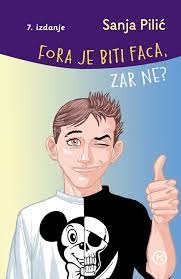 7. izdanje
Sanja Pilić
FORA JE BITI FACA,
ZAR NE?